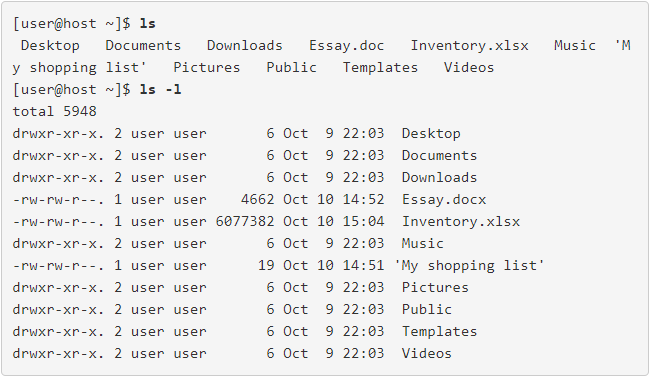 [user@host ~]$ ls
 Desktop   Documents   Downloads   Essay.doc   Inventory.xlsx   Music  'M
y shopping list'   Pictures   Public   Templates   Videos
[user@host ~]$ ls -l
total 5948
drwxr-xr-x. 2 user user       6 Oct  9 22:03  Desktop
drwxr-xr-x. 2 user user       6 Oct  9 22:03  Documents
drwxr-xr-x. 2 user user       6 Oct  9 22:03  Downloads
-rw-rw-r--. 1 user user    4662 Oct 10 14:52  Essay.docx
-rw-rw-r--. 1 user user 6077382 Oct 10 15:04  Inventory.xlsx
drwxr-xr-x. 2 user user       6 Oct  9 22:03  Music
-rw-rw-r--. 1 user user      19 Oct 10 14:51 'My shopping list'
drwxr-xr-x. 2 user user       6 Oct  9 22:03  Pictures
drwxr-xr-x. 2 user user       6 Oct  9 22:03  Public
drwxr-xr-x. 2 user user       6 Oct  9 22:03  Templates
drwxr-xr-x. 2 user user       6 Oct  9 22:03  Videos